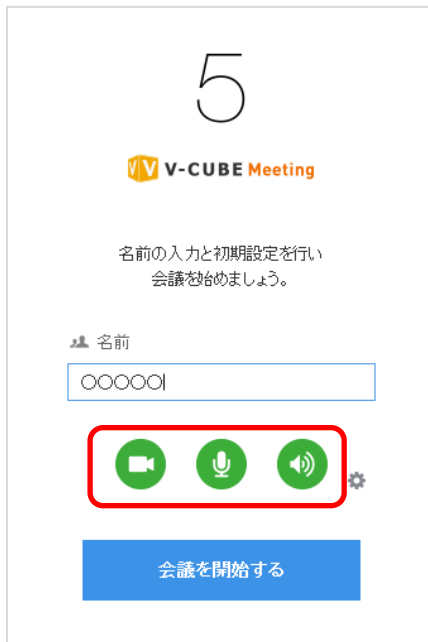 5
V-CUBE Meeting
名前の入力と初期設定を行い
会議を始めましょう。
名前
〇〇〇〇〇
会議を開始する